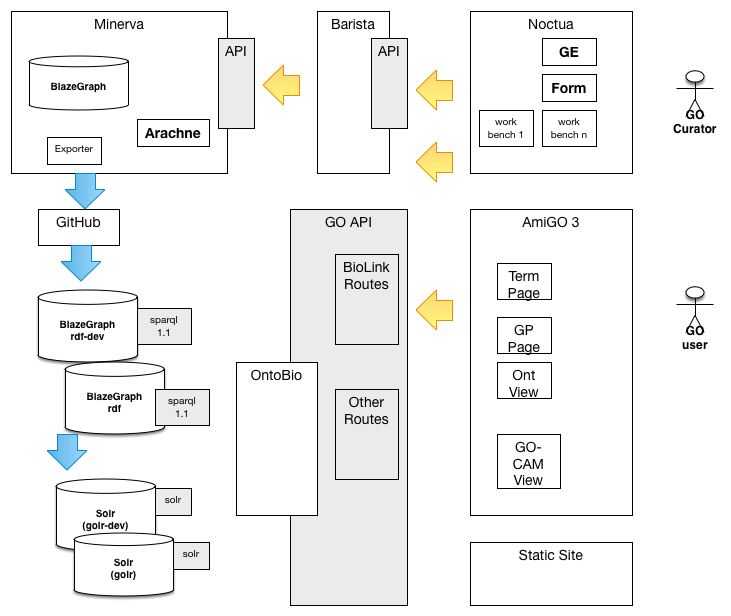 Minerva
API
BlazeGraph
Arachne
Exporter
Barista
API
Noctua
GE
Form
work
bench 1
work
bench n
GO
Curator
GitHub
BlazeGraph
rdf-dev
sparql
1.1
BlazeGraph
rdf
sparql
1.1
Solr
(golr-dev)
solr
Solr
(golr)
solr
GO API
BioLink
Routes
OntoBio
Other
Routes
AmiGO 3
Term
Page
GP
Page
Ont
View
GO-
CAM
View
GO
user
Static Site